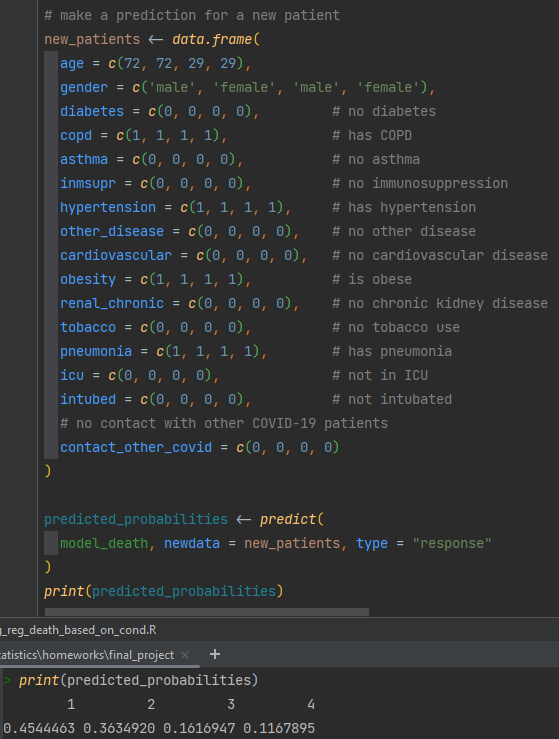 # make a prediction for a new patient
new_patients <- data.frame(
age = c(72, 72, 29, 29),
gender = c('male', 'female', 'male', 'female'),
diabetes = c(0, 0, 0, 0), # no diabetes
copd = c(1, 1, 1, 1), # has COPD
asthma = c(0, 0, 0, 0), # no asthma
inmsupr = c(0, 0, 0, 0), # no immunosuppression
hypertension = c(1, 1, 1, 1), # has hypertension
other_disease = c(0, 0, 0, 0), # no other disease
cardiovascular = c(0, 0, 0, 0), # no cardiovascular disease
obesity = c(1, 1, 1, 1), # is obese
renal_chronic = c(0, 0, 0, 0), # no chronic kidney disease
tobacco = c(0, 0, 0, 0), # no tobacco use
pneumonia = c(1, 1, 1, 1), # has pneumonia
icu = c(0, 0, 0, 0), # not in ICU
intubed = c(0, 0, 0, 0), # not intubated
# no contact with other COVID-19 patients
contact_other_covid = c(0, 0, 0, 0)
)
predicted_probabilities <- predict(
model_death, newdata = new_patients, type = "response"
)
print(predicted_probabilities)
g_reg_death_based_on_cond.R
tatistics\homeworks\final_project × +
> print(predicted_probabilities)
1 2 3 4
0.4544463 0.3634920 0.1616947 0.1167895